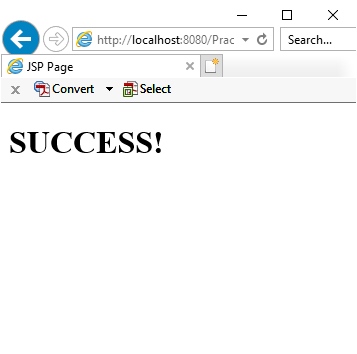 http://localhost:8080/Prac
Search...
JSP Page
x Convert Select
SUCCESS!